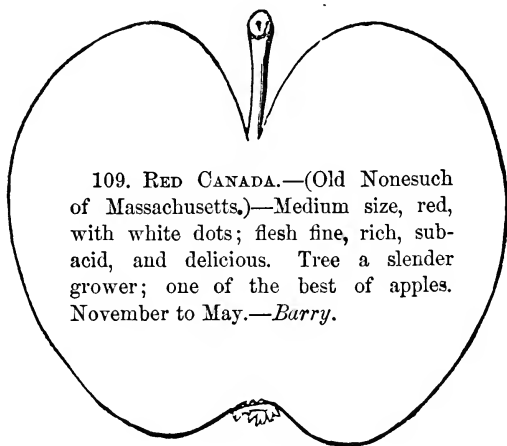 109. RED CANADA.—(Old Nonesuch
of Massachusetts.)—Medium size, red,
with white dots; flesh fine, rich, sub-
acid, and delicious. Tree a slender
grower; one of the best of apples.
November to May.—Barry.